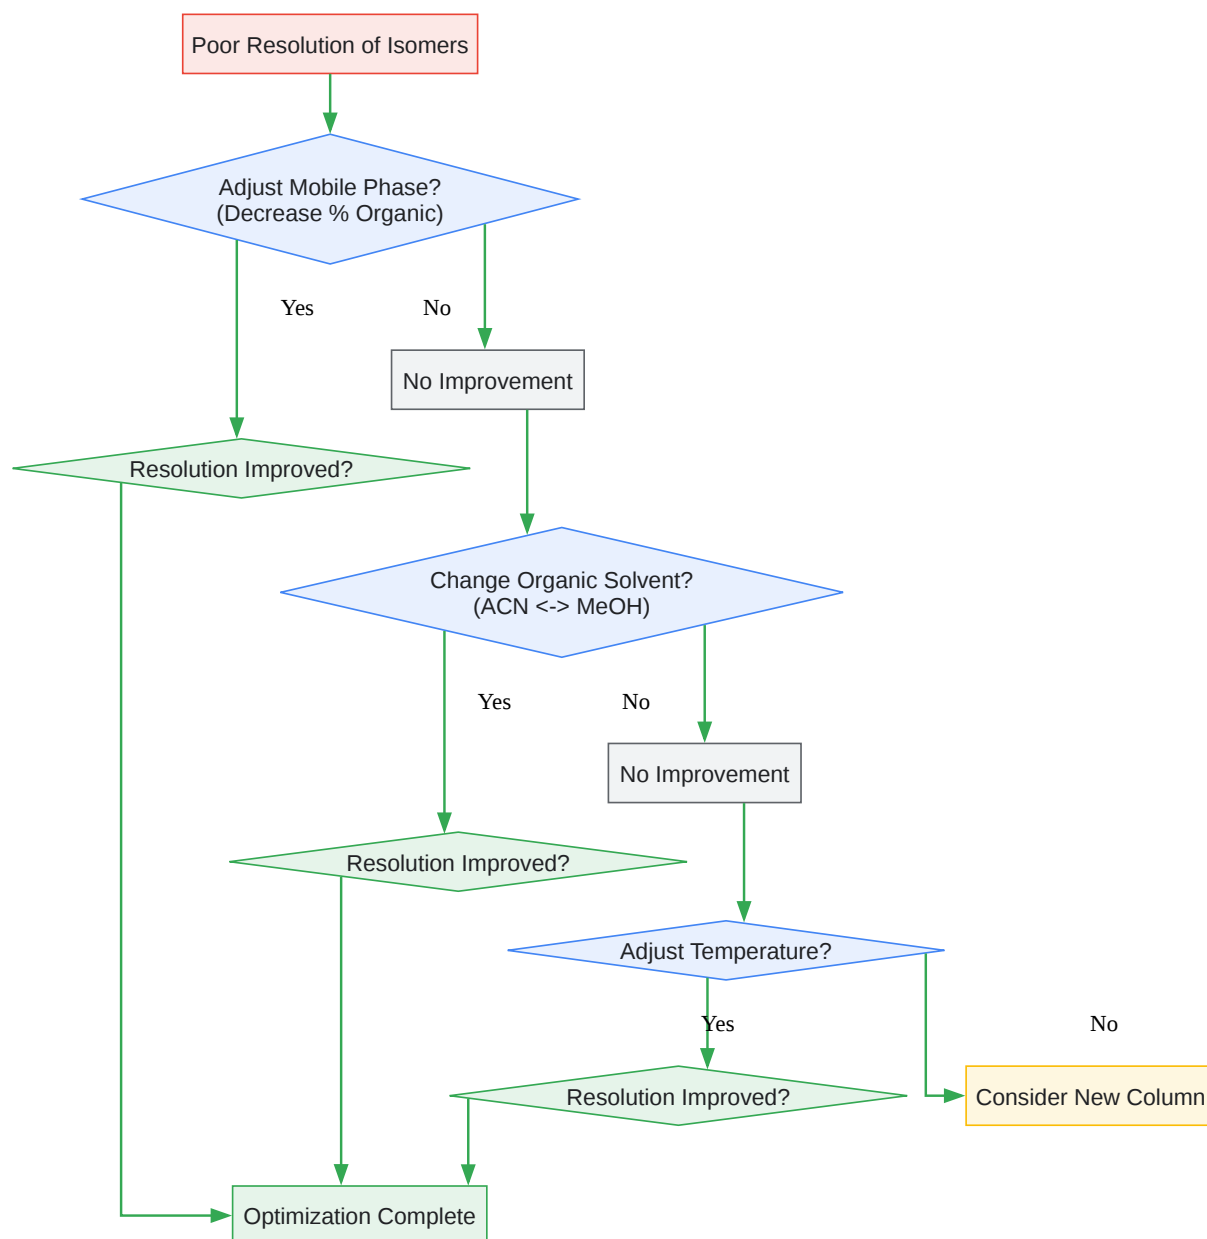 Poor Resolution of Isomers
Adjust Mobile Phase?
(Decrease % Organic)
Yes
No
No Improvement
Resolution Improved?
Change Organic Solvent?
(ACN <-> MeOH)
Yes
No
No Improvement
Resolution Improved?
Adjust Temperature?
Yes
No
Resolution Improved?
Consider New Column
Optimization Complete